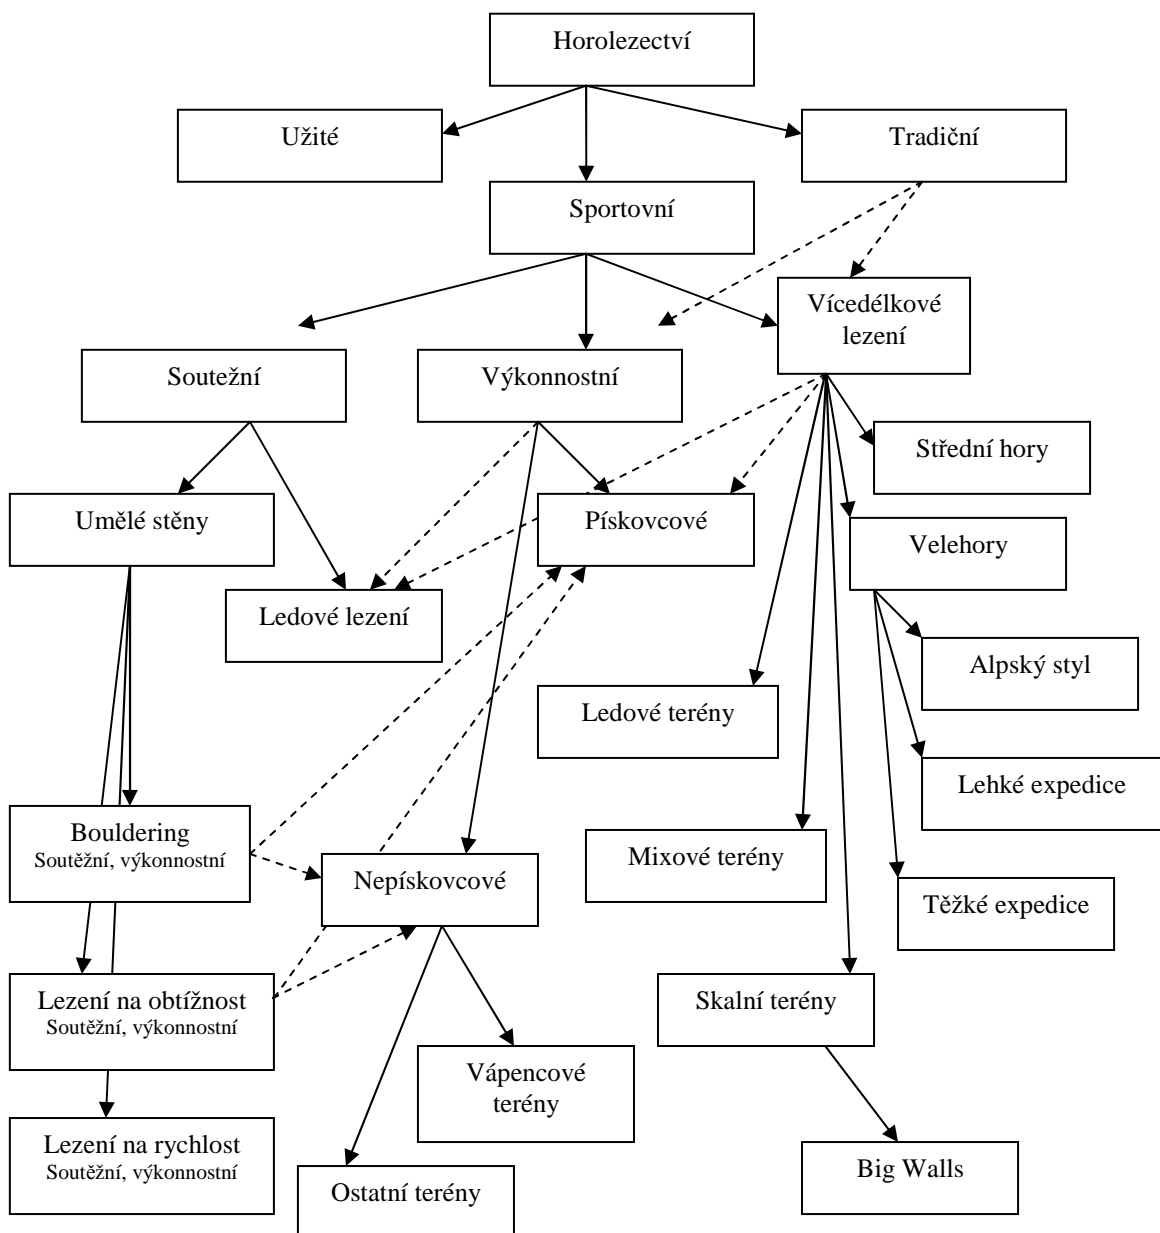 Horolezectví
Užité
Tradiční
Sportovní
Vícedélkové
lezení
Soutežní
Výkonnostní
Střední hory
Umělé stěny
Pískovcové
Velehory
Ledové lezení
Alpský styl
Ledové terény
Lehké expedice
Bouldering
Soutěžní, výkonnostní
Mixové terény
Nepískovcové
Těžké expedice
Lezení na obtížnost
Soutěžní, výkonnostní
Skalní terény
Vápencové
terény
Lezení na rychlost
Soutěžní, výkonnostní
Big Walls
Ostatní terény